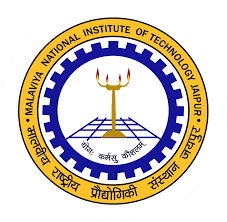 • MALAVIYA NATIONAL INSTITUTE OF TECHNOLOGY JAIPUR •
योगः कर्मसु कौशलम्
मालवीय राष्ट्रीय प्रौद्योगिकी संस्थान जयपुर